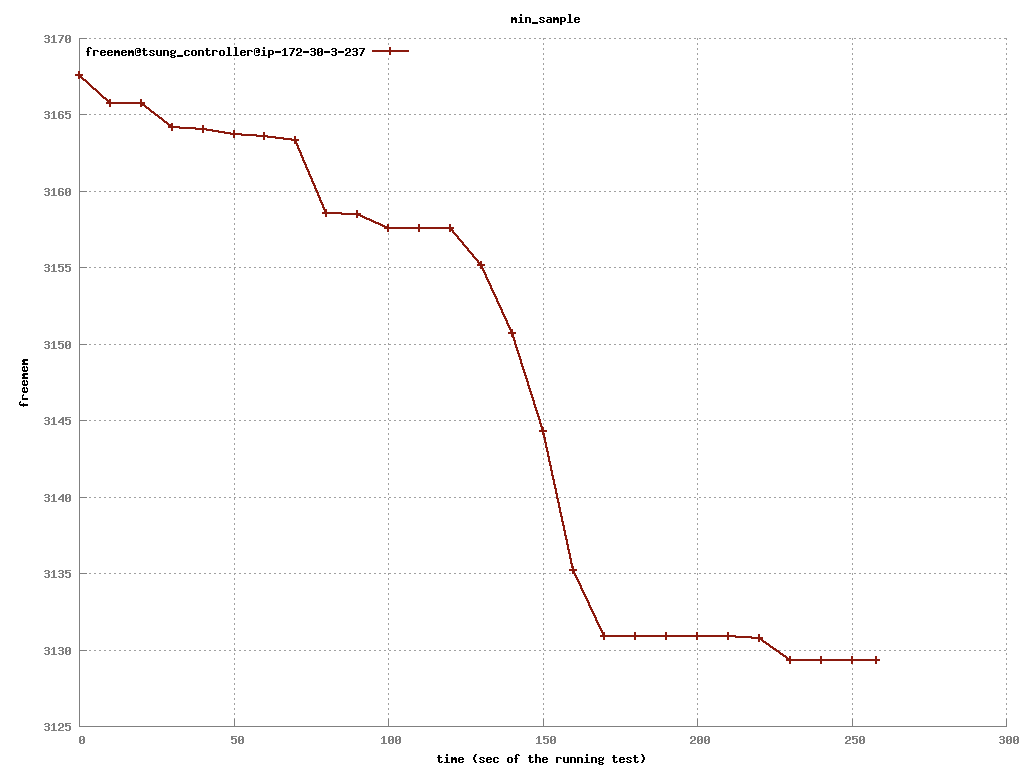 min_sample
freemem@tsung_controller@ip-172-30-3-237
3170
3165
3160
3155
3150
3145
3140
3135
3130
3125
freemem
0 50 100 150 200 250 300
time (sec of the running test)